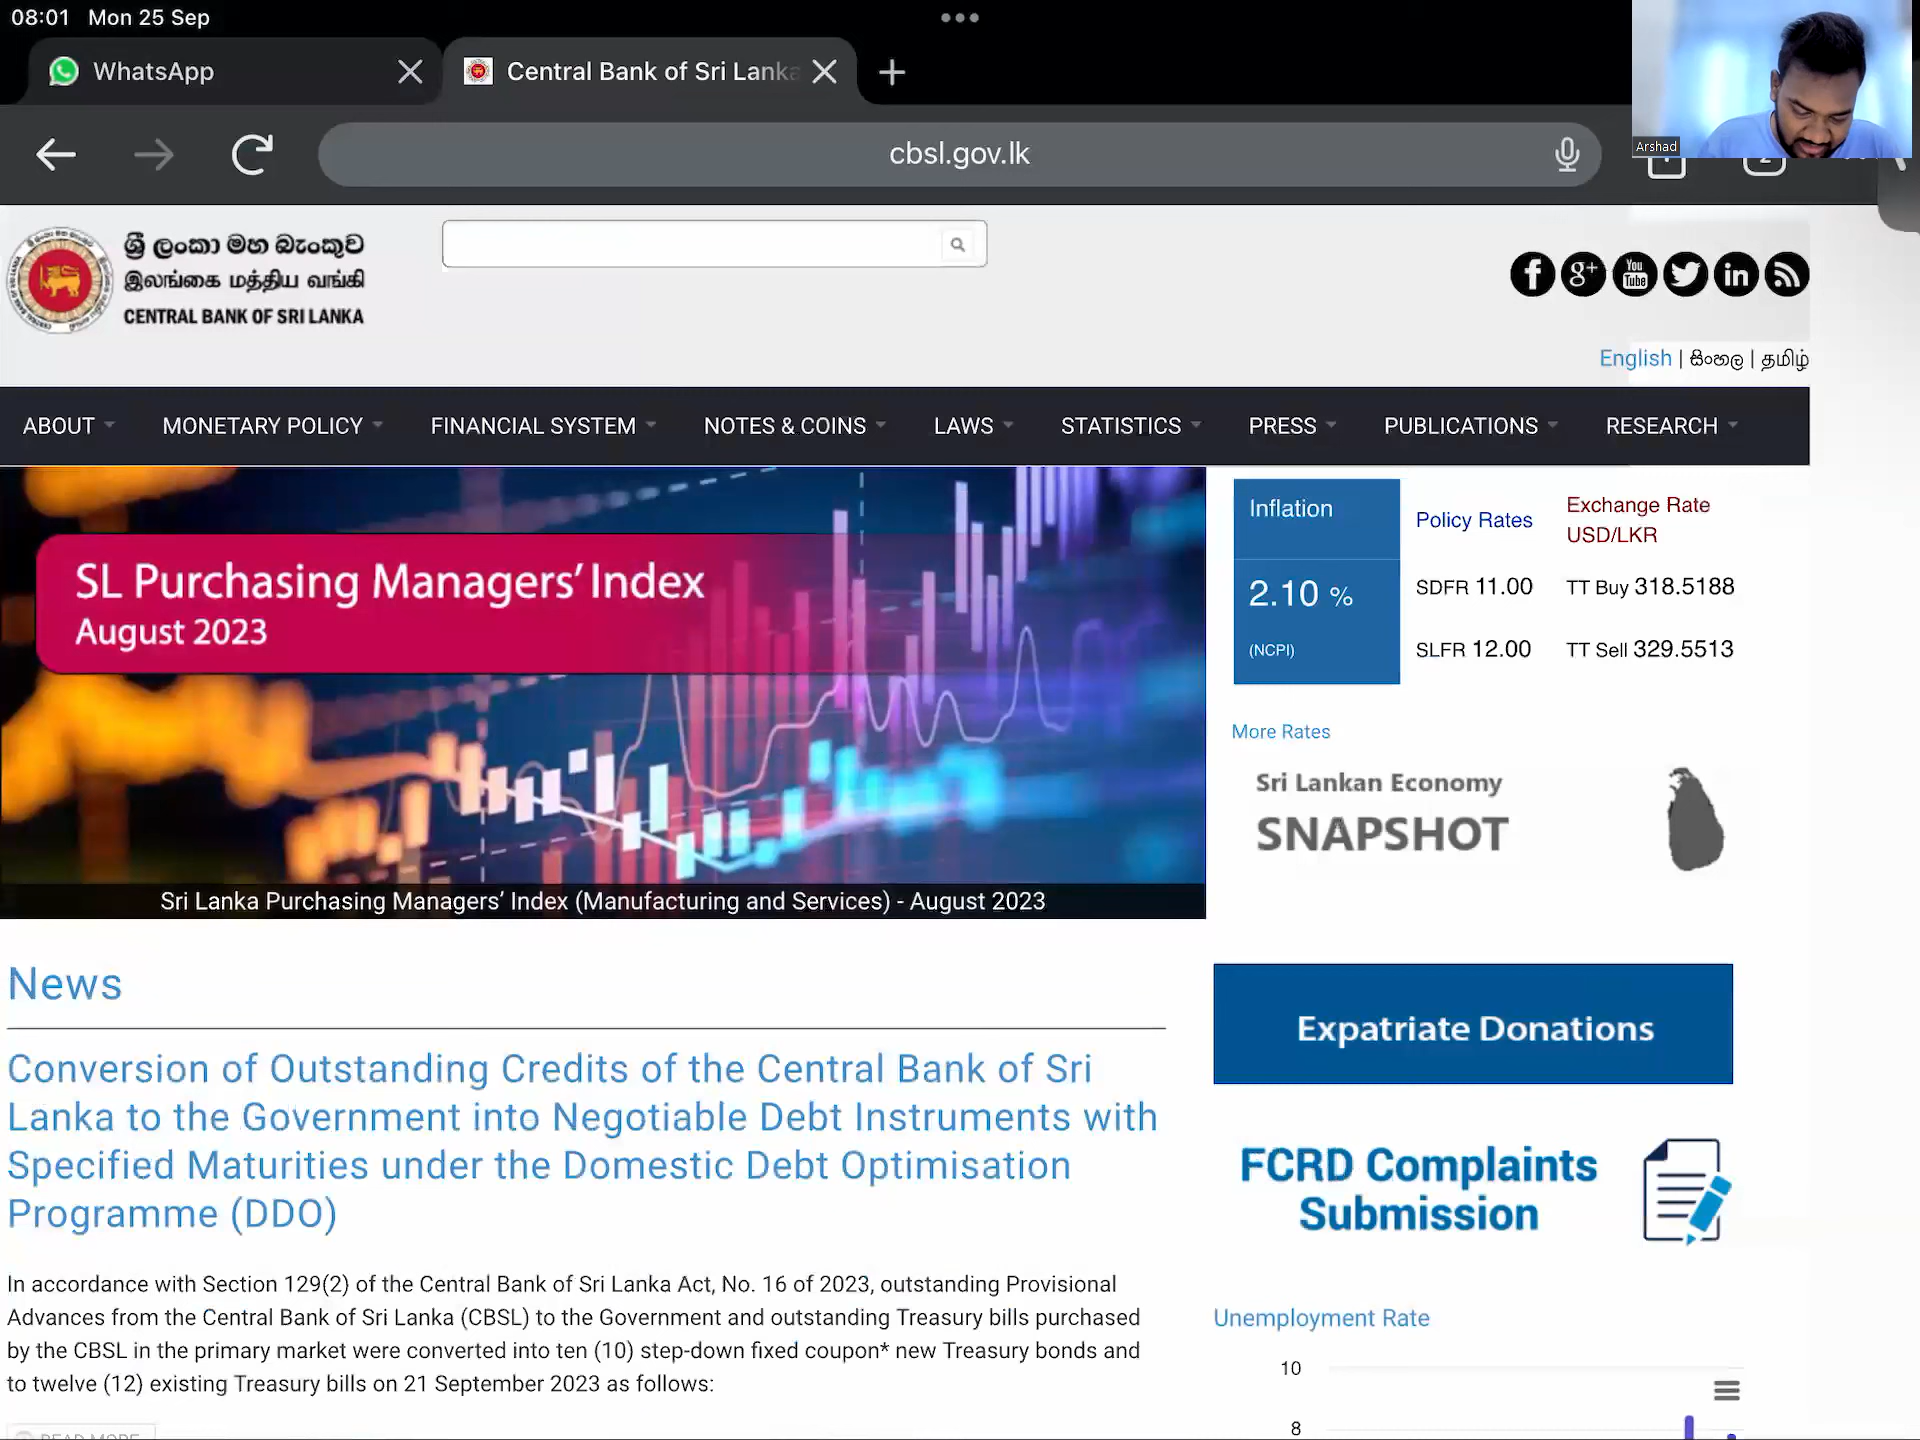 08:01 Mon 25 Sep
WhatsApp
Central Bank of Sri Lanka
cbsl.gov.lk
Arshad
ශ්‍රී ලංකා මහ බැංකුව
இலங்கை மத்திய வங்கி
CENTRAL BANK OF SRI LANKA
You
Tube
English | සිංහල | தமிழ்
ABOUT MONETARY POLICY FINANCIAL SYSTEM NOTES & COINS LAWS STATISTICS PRESS PUBLICATIONS RESEARCH
SL Purchasing Managers’ Index
August 2023
Sri Lanka Purchasing Managers’ Index (Manufacturing and Services) - August 2023
Inflation
2.10 %
(NCPI)
Policy Rates
SDFR 11.00
SLFR 12.00
Exchange Rate
USD/LKR
TT Buy 318.5188
TT Sell 329.5513
More Rates
Sri Lankan Economy
SNAPSHOT
News
Conversion of Outstanding Credits of the Central Bank of Sri
Lanka to the Government into Negotiable Debt Instruments with
Specified Maturities under the Domestic Debt Optimisation
Programme (DDO)
In accordance with Section 129(2) of the Central Bank of Sri Lanka Act, No. 16 of 2023, outstanding Provisional
Advances from the Central Bank of Sri Lanka (CBSL) to the Government and outstanding Treasury bills purchased
by the CBSL in the primary market were converted into ten (10) step-down fixed coupon* new Treasury bonds and
to twelve (12) existing Treasury bills on 21 September 2023 as follows:
READ MORE
Expatriate Donations
FCRD Complaints
Submission
Unemployment Rate
10
8